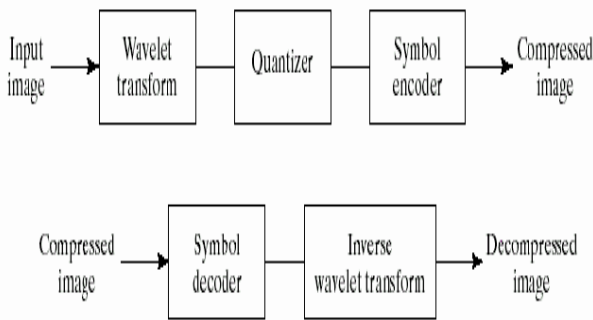 Input
image
Wavelet
transform
Quantizer
Symbol
encoder
Compressed
image
Compressed
image
Symbol
decoder
Inverse
wavelet transform
Decompressed
image